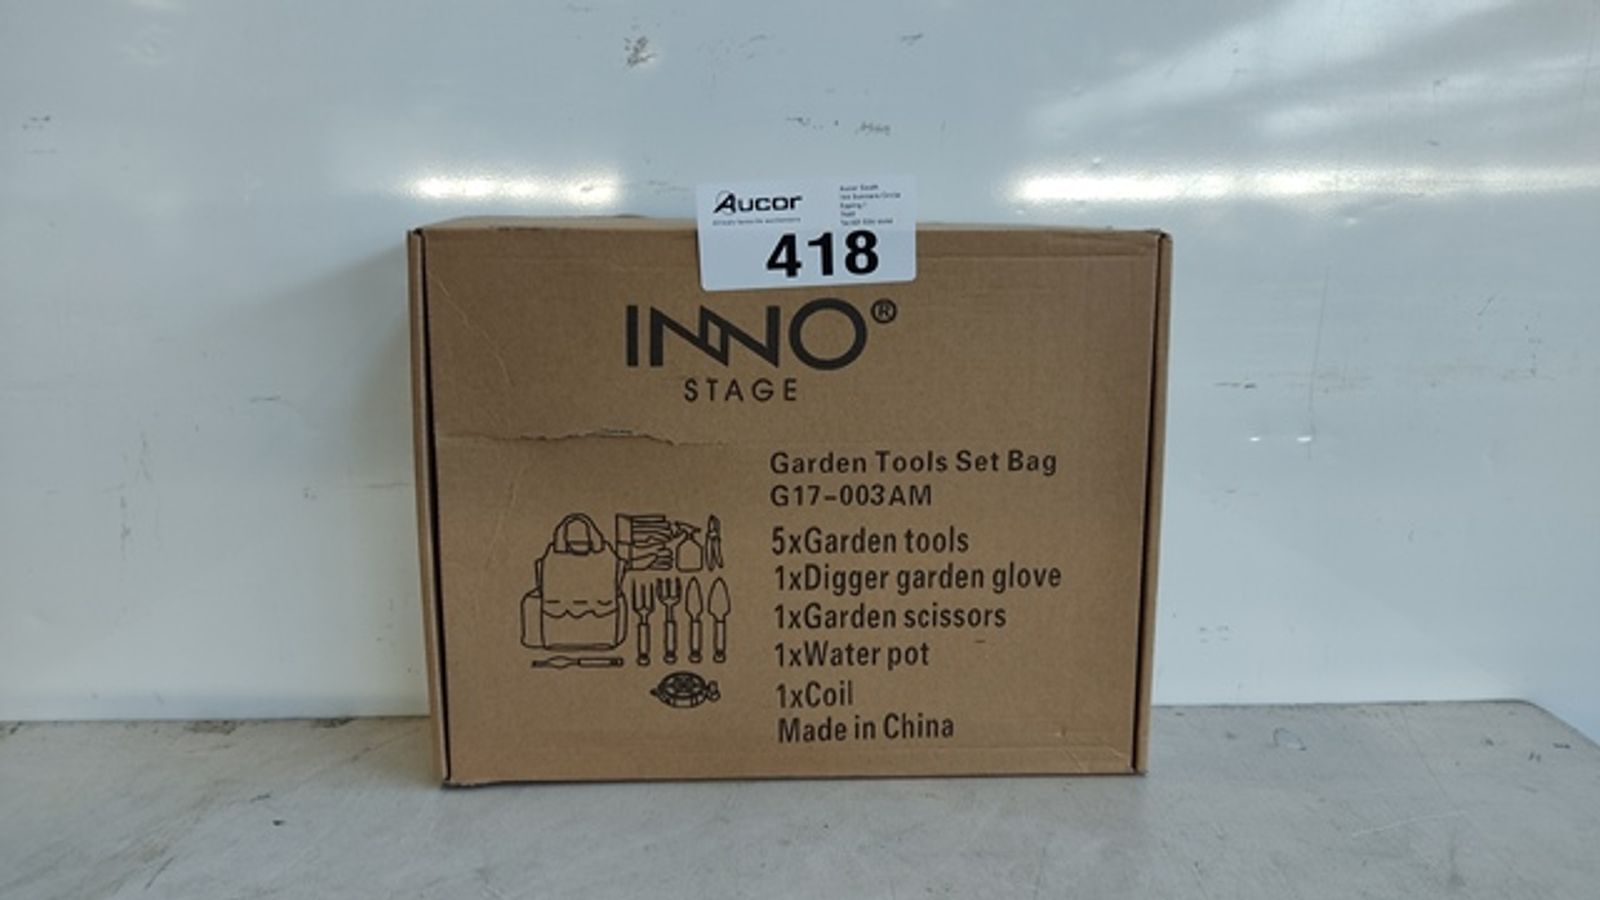 Aucor
418
INNO®
STAGE
Garden Tools Set Bag
G17-003AM
5xGarden tools
1xDigger garden glove
1xGarden scissors
1xWater pot
1xCoil
Made in China